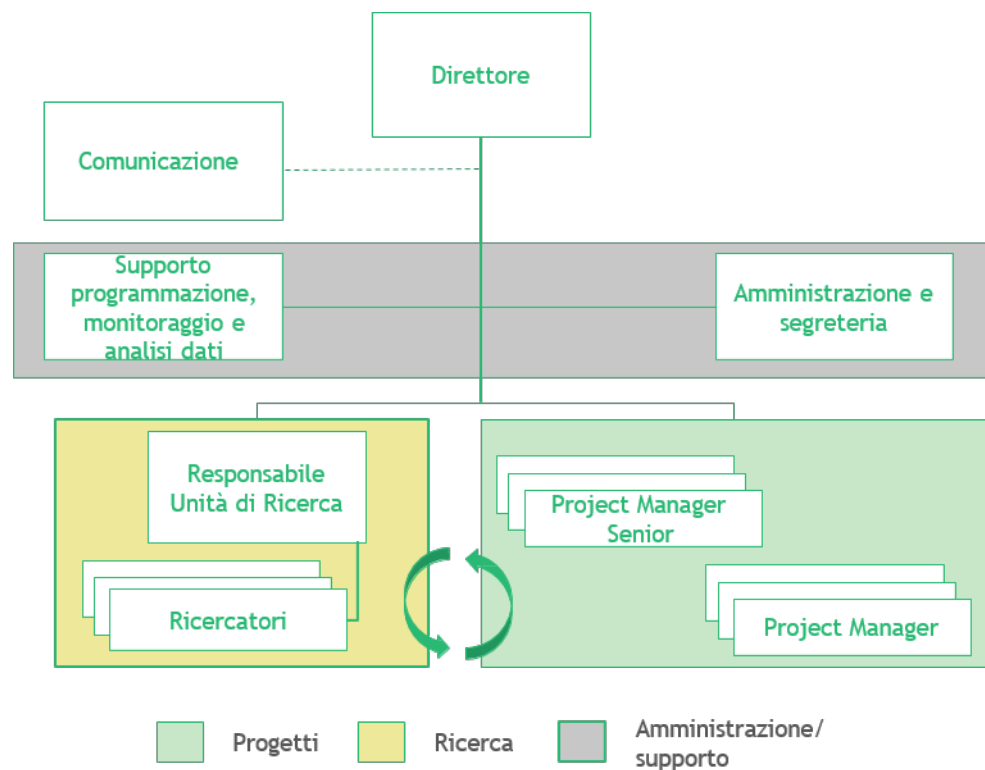 Direttore
Comunicazione
Supporto
programmazione,
monitoraggio e
analisi dati
Amministrazione e
segreteria
Responsabile
Unità di Ricerca
Ricercatori
Project Manager
Senior
Project Manager
Progetti
Ricerca
Amministrazione/
supporto